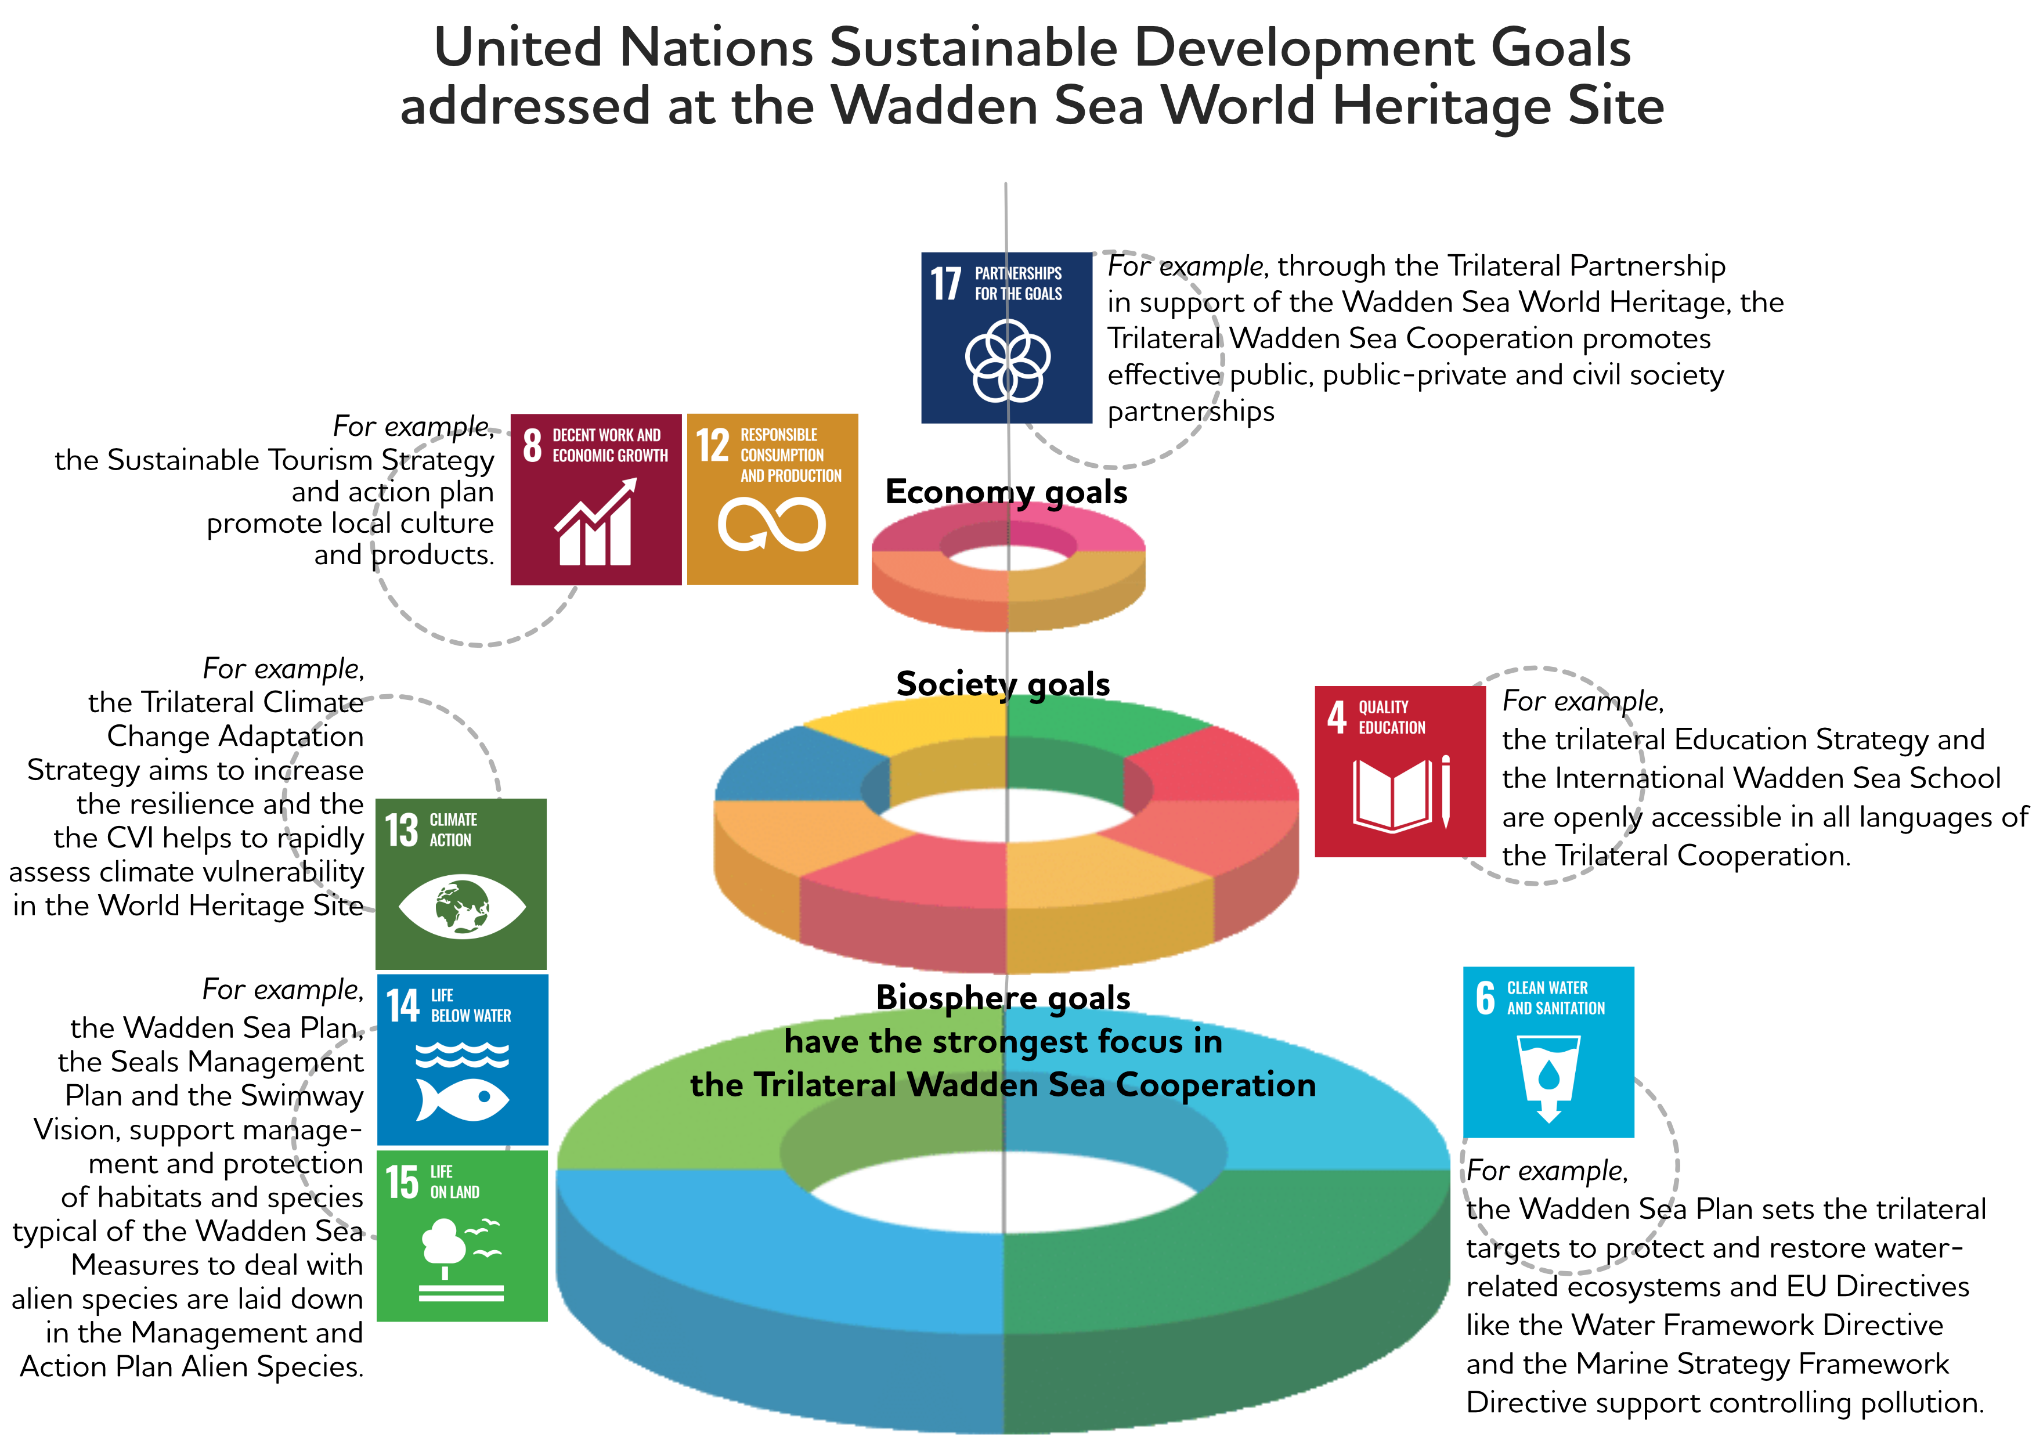 United Nations Sustainable Development Goals
addressed at the Wadden Sea World Heritage Site
17 PARTNERSHIPS
FOR THE GOALS
For example, through the Trilateral Partnership
in support of the Wadden Sea World Heritage, the
Trilateral Wadden Sea Cooperation promotes
effective public, public-private and civil society
partnerships
For example,
the Sustainable Tourism Strategy
and action plan
promote local culture
and products.
8 DECENT WORK AND
ECONOMIC GROWTH
12 RESPONSIBLE
CONSUMPTION
AND PRODUCTION
Economy goals
For example,
the Trilateral Climate
Change Adaptation
Strategy aims to increase
the resilience and the
the CVI helps to rapidly
assess climate vulnerability
in the World Heritage Site
13 CLIMATE
ACTION
Society goals
4 QUALITY
EDUCATION
For example,
the trilateral Education Strategy and
the International Wadden Sea School
are openly accessible in all languages of
the Trilateral Cooperation.
For example,
the Wadden Sea Plan,
the Seals Management
Plan and the Swimway
Vision, support manage-
ment and protection
of habitats and species
typical of the Wadden Sea
Measures to deal with
alien species are laid down
in the Management and
Action Plan Alien Species.
14 LIFE
BELOW WATER
15 LIFE
ON LAND
Biosphere goals
have the strongest focus in
the Trilateral Wadden Sea Cooperation
6 CLEAN WATER
AND SANITATION
For example,
the Wadden Sea Plan sets the trilateral
targets to protect and restore water-
related ecosystems and EU Directives
like the Water Framework Directive
and the Marine Strategy Framework
Directive support controlling pollution.